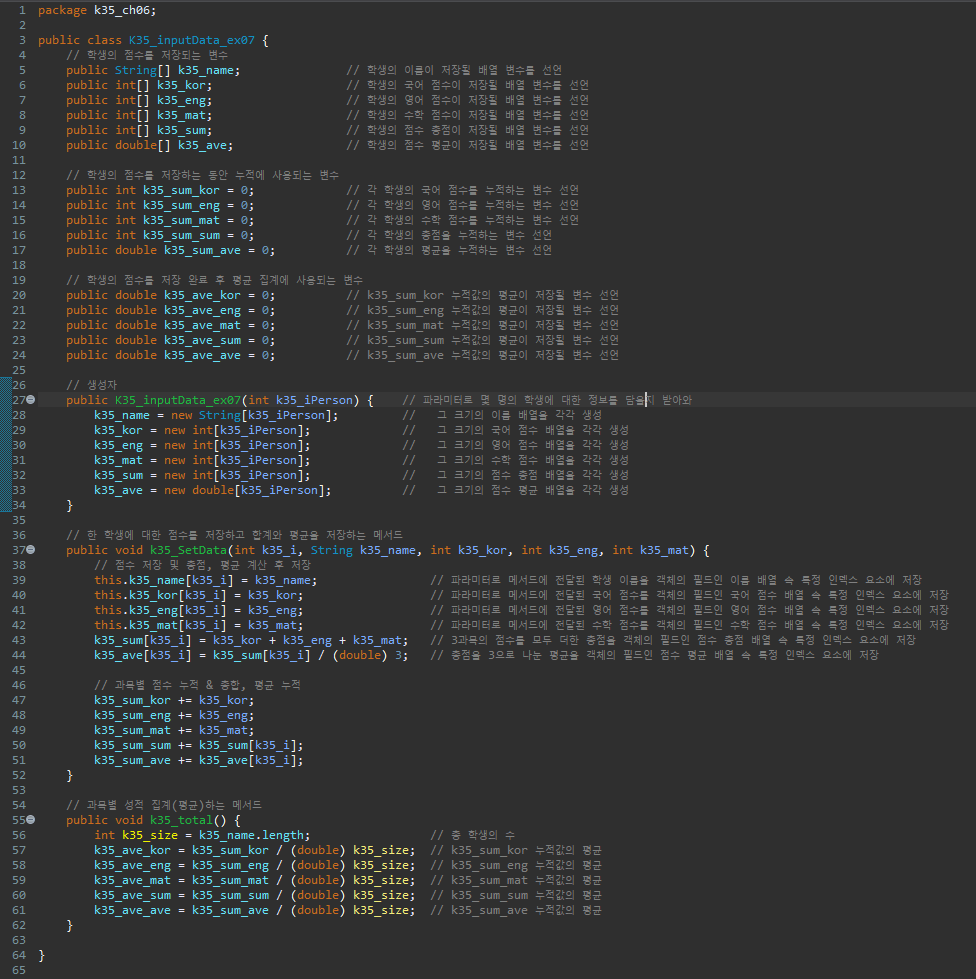 1 package k35_ch06;
2
3 public class K35_inputData_ex07 {
4 // 학생의 점수를 저장되는 변수
5 public String[] k35_name; // 학생의 이름이 저장될 배열 변수를 선언
6 public int[] k35_kor; // 학생의 국어 점수이 저장될 배열 변수를 선언
7 public int[] k35_eng; // 학생의 영어 점수이 저장될 배열 변수를 선언
8 public int[] k35_mat; // 학생의 수학 점수이 저장될 배열 변수를 선언
9 public int[] k35_sum; // 학생의 점수 총점이 저장될 배열 변수를 선언
10 public double[] k35_ave; // 학생의 점수 평균이 저장될 배열 변수를 선언
11
12 // 학생의 점수를 저장하는 동안 누적에 사용되는 변수
13 public int k35_sum_kor = 0; // 각 학생의 국어 점수를 누적하는 변수 선언
14 public int k35_sum_eng = 0; // 각 학생의 영어 점수를 누적하는 변수 선언
15 public int k35_sum_mat = 0; // 각 학생의 수학 점수를 누적하는 변수 선언
16 public int k35_sum_sum = 0; // 각 학생의 총점을 누적하는 변수 선언
17 public double k35_sum_ave = 0; // 각 학생의 평균을 누적하는 변수 선언
18
19 // 학생의 점수를 저장 완료 후 평균 집계에 사용되는 변수
20 public double k35_ave_kor = 0; // k35_sum_kor 누적값의 평균이 저장될 변수 선언
21 public double k35_ave_eng = 0; // k35_sum_eng 누적값의 평균이 저장될 변수 선언
22 public double k35_ave_mat = 0; // k35_sum_mat 누적값의 평균이 저장될 변수 선언
23 public double k35_ave_sum = 0; // k35_sum_sum 누적값의 평균이 저장될 변수 선언
24 public double k35_ave_ave = 0; // k35_sum_ave 누적값의 평균이 저장될 변수 선언
25
26 // 생성자
27 public K35_inputData_ex07(int k35_iPerson) { // 파라미터로 몇 명의 학생에 대한 정보를 담을지 받아와
28 k35_name = new String[k35_iPerson]; // 그 크기의 이름 배열을 각각 생성
29 k35_kor = new int[k35_iPerson]; // 그 크기의 국어 점수 배열을 각각 생성
30 k35_eng = new int[k35_iPerson]; // 그 크기의 영어 점수 배열을 각각 생성
31 k35_mat = new int[k35_iPerson]; // 그 크기의 수학 점수 배열을 각각 생성
32 k35_sum = new int[k35_iPerson]; // 그 크기의 점수 총점 배열을 각각 생성
33 k35_ave = new double[k35_iPerson]; // 그 크기의 점수 평균 배열을 각각 생성
34 }
35
36 // 한 학생에 대한 점수를 저장하고 합계와 평균을 저장하는 메서드
37 public void k35_SetData(int k35_i, String k35_name, int k35_kor, int k35_eng, int k35_mat) {
38 // 점수 저장 및 총점, 평균 계산 후 저장
39 this.k35_name[k35_i] = k35_name; // 파라미터로 메서드에 전달된 학생 이름을 객체의 필드인 이름 배열 속 특정 인덱스 요소에 저장
40 this.k35_kor[k35_i] = k35_kor; // 파라미터로 메서드에 전달된 국어 점수를 객체의 필드인 국어 점수 배열 속 특정 인덱스 요소에 저장
41 this.k35_eng[k35_i] = k35_eng; // 파라미터로 메서드에 전달된 영어 점수를 객체의 필드인 영어 점수 배열 속 특정 인덱스 요소에 저장
42 this.k35_mat[k35_i] = k35_mat; // 파라미터로 메서드에 전달된 수학 점수를 객체의 필드인 수학 점수 배열 속 특정 인덱스 요소에 저장
43 k35_sum[k35_i] = k35_kor + k35_eng + k35_mat; // 3과목의 점수를 모두 더한 총점을 객체의 필드인 점수 총점 배열 속 특정 인덱스 요소에 저장
44 k35_ave[k35_i] = k35_sum[k35_i] / (double) 3; // 총점을 3으로 나눈 평균을 객체의 필드인 점수 평균 배열 속 특정 인덱스 요소에 저장
45
46 // 과목별 점수 누적 & 총합, 평균 누적
47 k35_sum_kor += k35_kor;
48 k35_sum_eng += k35_eng;
49 k35_sum_mat += k35_mat;
50 k35_sum_sum += k35_sum[k35_i];
51 k35_sum_ave += k35_ave[k35_i];
52 }
53
54 // 과목별 성적 집계(평균)하는 메서드
55 public void k35_total() {
56 int k35_size = k35_name.length; // 총 학생의 수
57 k35_ave_kor = k35_sum_kor / (double) k35_size; // k35_sum_kor 누적값의 평균
58 k35_ave_eng = k35_sum_eng / (double) k35_size; // k35_sum_eng 누적값의 평균
59 k35_ave_mat = k35_sum_mat / (double) k35_size; // k35_sum_mat 누적값의 평균
60 k35_ave_sum = k35_sum_sum / (double) k35_size; // k35_sum_sum 누적값의 평균
61 k35_ave_ave = k35_sum_ave / (double) k35_size; // k35_sum_ave 누적값의 평균
62 }
63
64 }
65